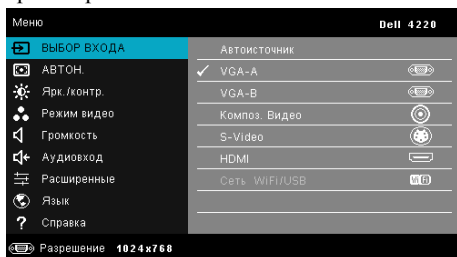 Меню Dell 4220
ВЫБОР ВХОДА
АВТОН.
Ярк./контр.
Режим видео
Громкость
Аудиовход
Расширенные
Язык
Справка
Автоисточник
VGA-A
VGA-B
Композ. Видео
S-Video
HDMI
Сеть WiFi/USB
WiFi
Разрешение 1024x768